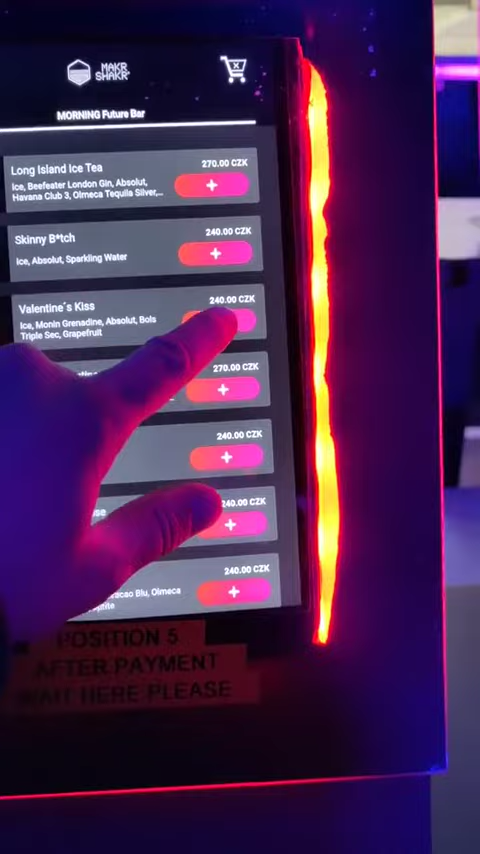 MAKR
SHAKR
MORNING Future Bar
Long Island Ice Tea
270.00 CZK
Ice, Beefeater London Gin, Absolut,
Havana Club 3, Olmeca Tequila Silver,...
+
Skinny B*tch
240.00 CZK
Ice, Absolut, Sparkling Water
+
Valentine´s Kiss
240.00 CZK
Ice, Monin Grenadine, Absolut, Bols
Triple Sec, Grapefruit
270.00 CZK
+
240.00 CZK
+
240.00 CZK
+
240.00 CZK
Blu, Olmeca
+
POSITION 5
AFTER PAYMENT
WAIT HERE PLEASE